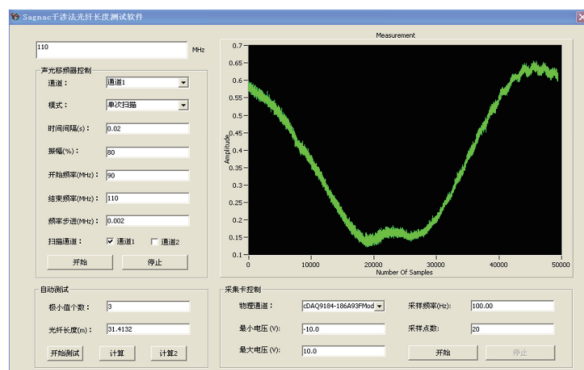 Sagnac干涉法光纤长度测试软件
110 MHz
声光移频器控制
通道： 通道1
模式： 单次扫描
时间间隔(s)： 0.02
振幅(%)： 80
开始频率(MHz)： 90
结束频率(MHz)： 110
频率步进(MHz)： 0.002
扫描通道： 通道1 通道2
开始 停止
自动测试
极小值个数： 3
光纤长度(m)： 31.4132
开始测试 计算 计算2
Measurement
Amplitude
0.7
0.65
0.6
0.55
0.5
0.45
0.4
0.35
0.3
0.25
0.2
0.15
0.1
0 10000 20000 30000 40000 50000
Number Of Samples
采集卡控制
物理通道： cDAQ9184-186A93FMod 采样频率(Hz): 100.00
最小电压 (V): -10.0 采样点数: 20
最大电压 (V): 10.0 开始 停止